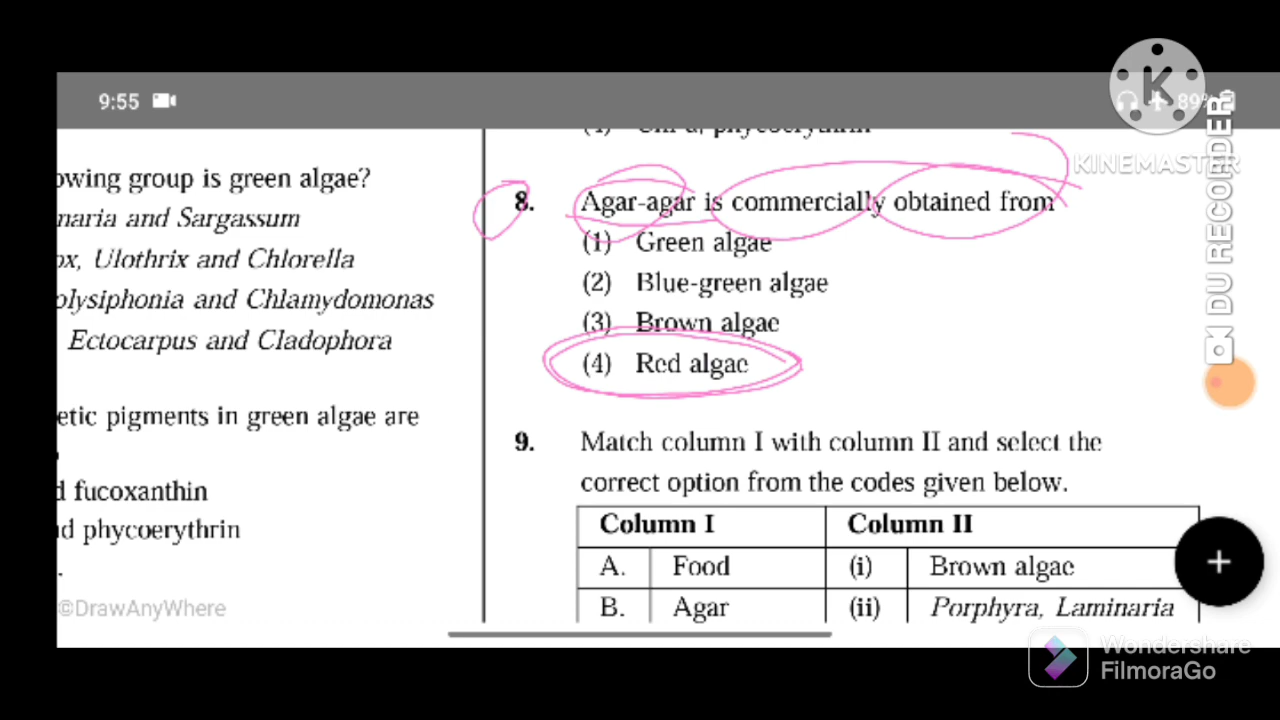 9:55
89%
KINEMASTER
DU RECORDER
owing group is green algae?
naria and Sargassum
ox, Ulothrix and Chlorella
olysiphonia and Chlamydomonas
Ectocarpus and Cladophora
etic pigments in green algae are
d fucoxanthin
nd phycoerythrin
@DrawAnyWhere
phycoerythrin
8. Agar-agar is commercially obtained from
(1) Green algae
(2) Blue-green algae
(3) Brown algae
(4) Red algae
9. Match column I with column II and select the
correct option from the codes given below.
Column I Column II
A. Food (i) Brown algae
B. Agar (ii) Porphyra, Laminaria
Wondershare
FilmoraGo